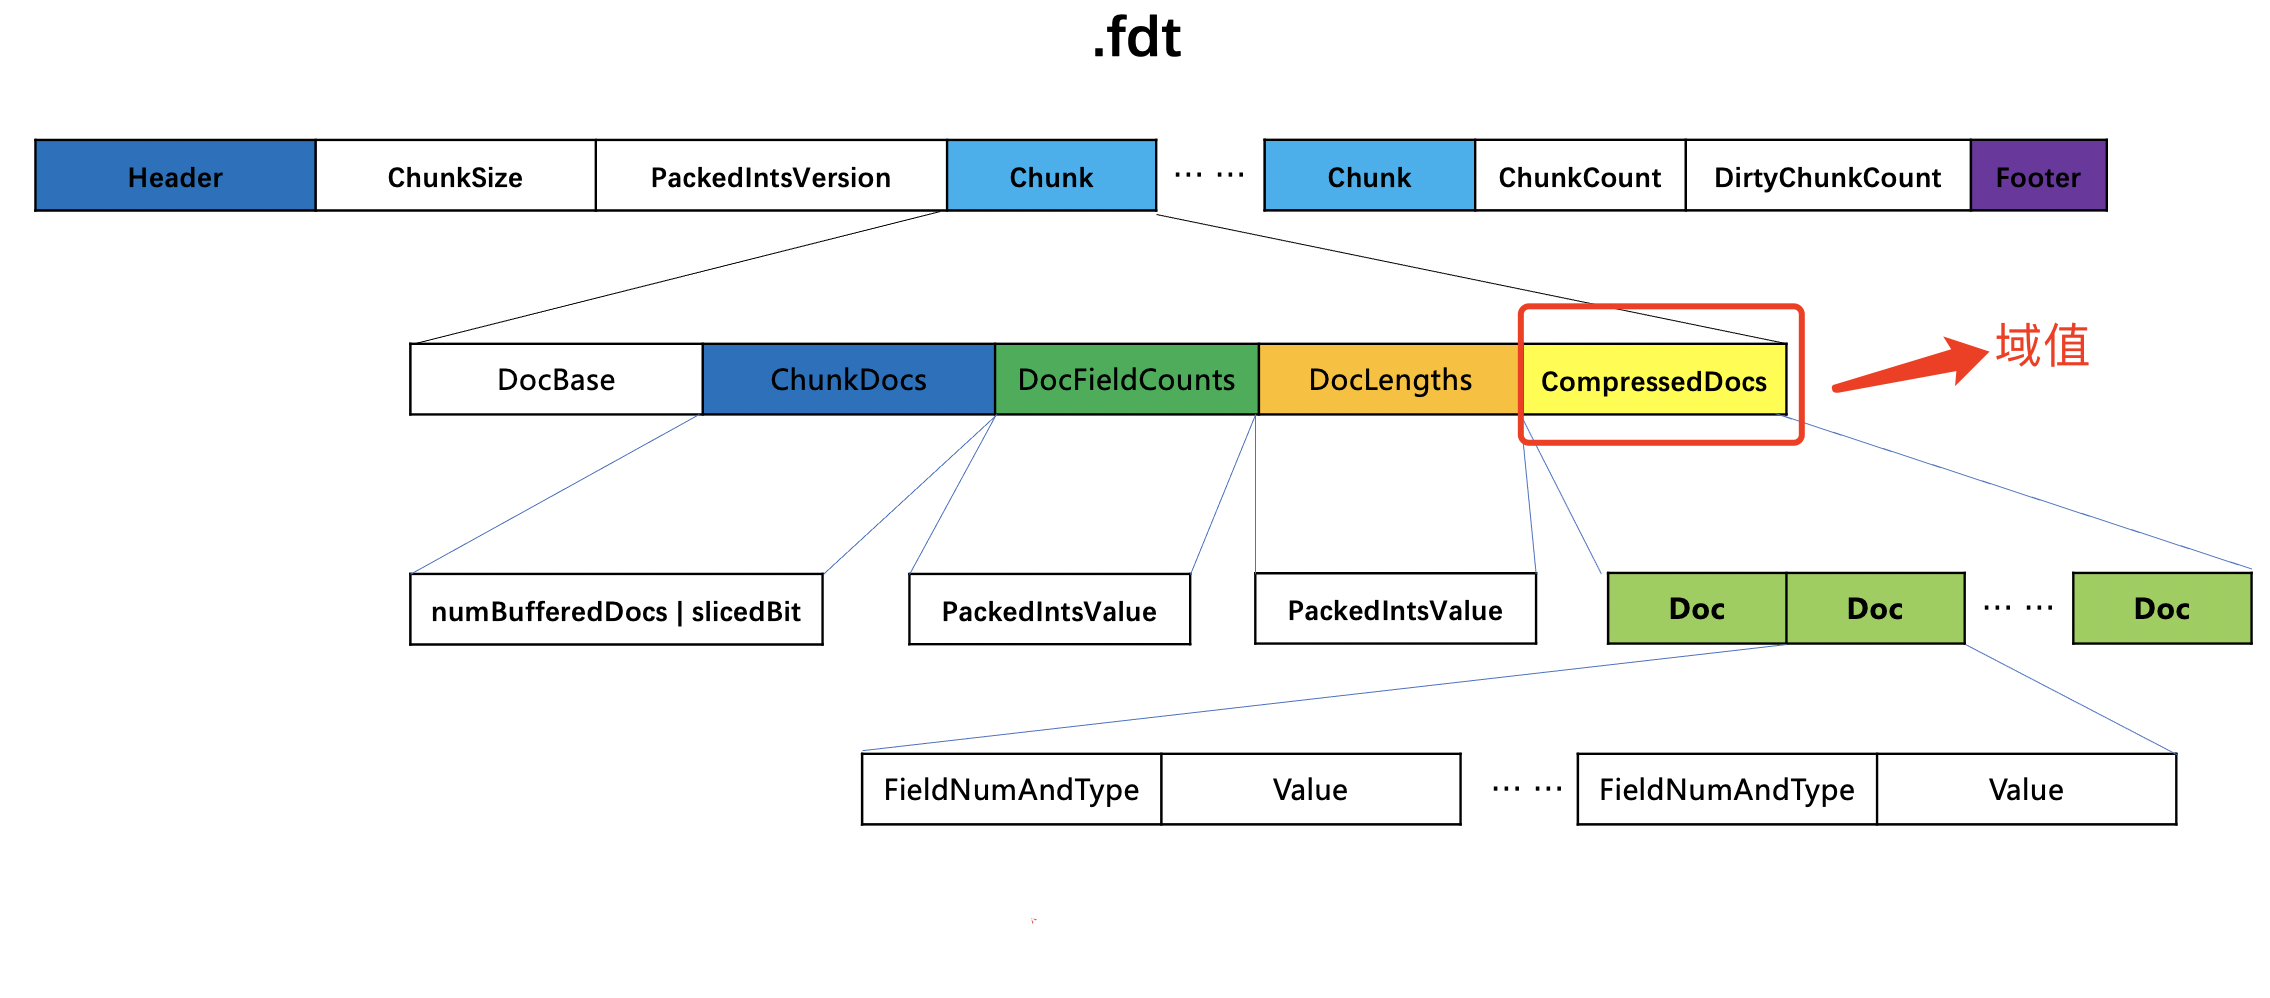 .fdt
Header ChunkSize PackedIntsVersion Chunk ... ... Chunk ChunkCount DirtyChunkCount Footer
域值
DocBase ChunkDocs DocFieldCounts DocLengths CompressedDocs
numBufferedDocs | slicedBit PackedIntsValue PackedIntsValue Doc Doc ... ... Doc
FieldNumAndType Value ... ... FieldNumAndType Value